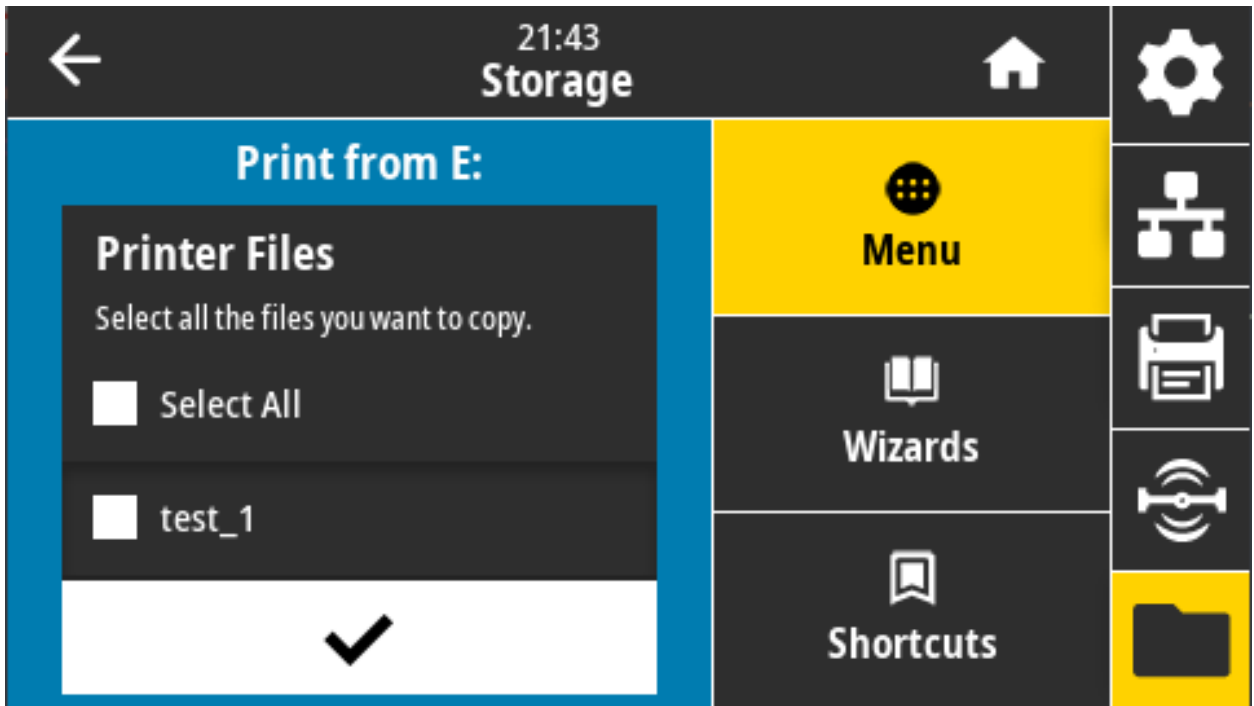 21:43
Storage
Print from E:
Printer Files
Select all the files you want to copy.
Select All
test_1
Menu
Wizards
Shortcuts